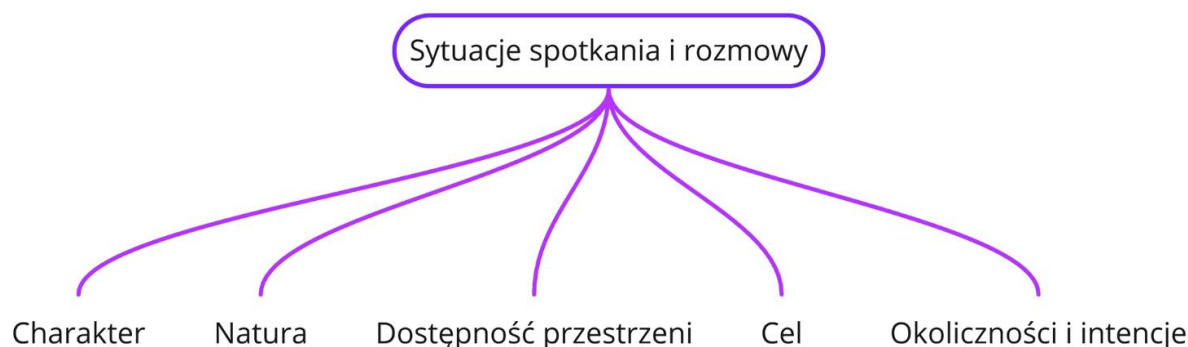 Sytuacje spotkania i rozmowy
Charakter
Natura
Dostępność przestrzeni
Cel
Okoliczności i intencje